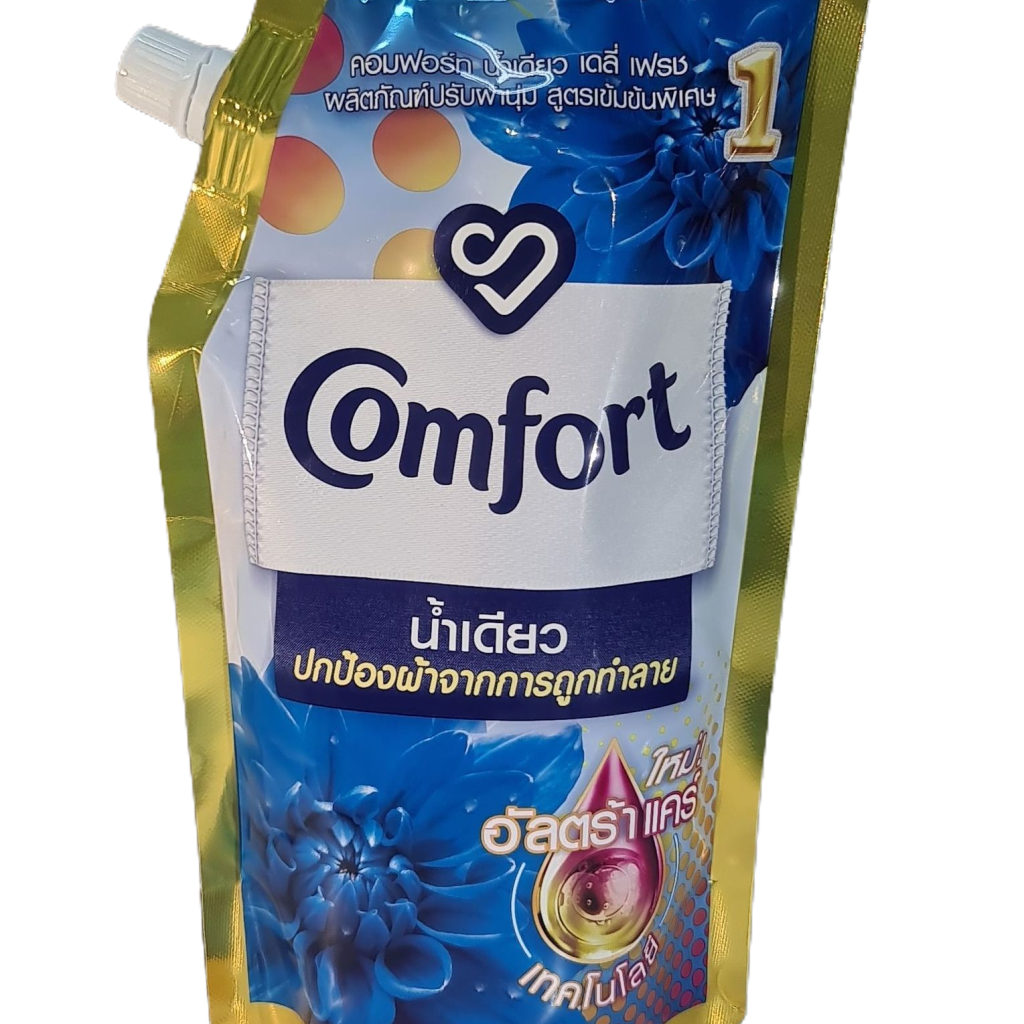 คอมฟอร์ท น้ำเดียว เดลี่ เฟรช
ผลิตภัณฑ์ปรับผ้านุ่ม สูตรเข้มข้นพิเศษ
1
Comfort
น้ำเดียว
ปกป้องผ้าจากการถูกทำลาย
ใหม่!
อัลตร้าแคร์
เทคโนโลยี